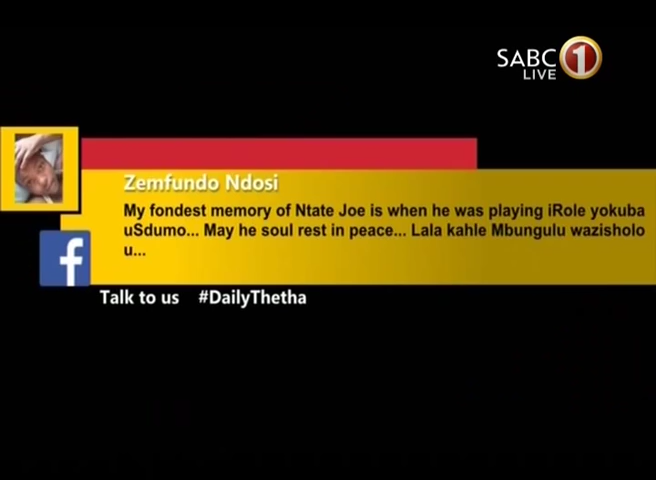 SABC 1
LIVE
Zemfundo Ndosi
My fondest memory of Ntate Joe is when he was playing iRole yokuba
uSdumo... May he soul rest in peace... Lala kahle Mbungulu wazisholo
u...
f
Talk to us #DailyThetha